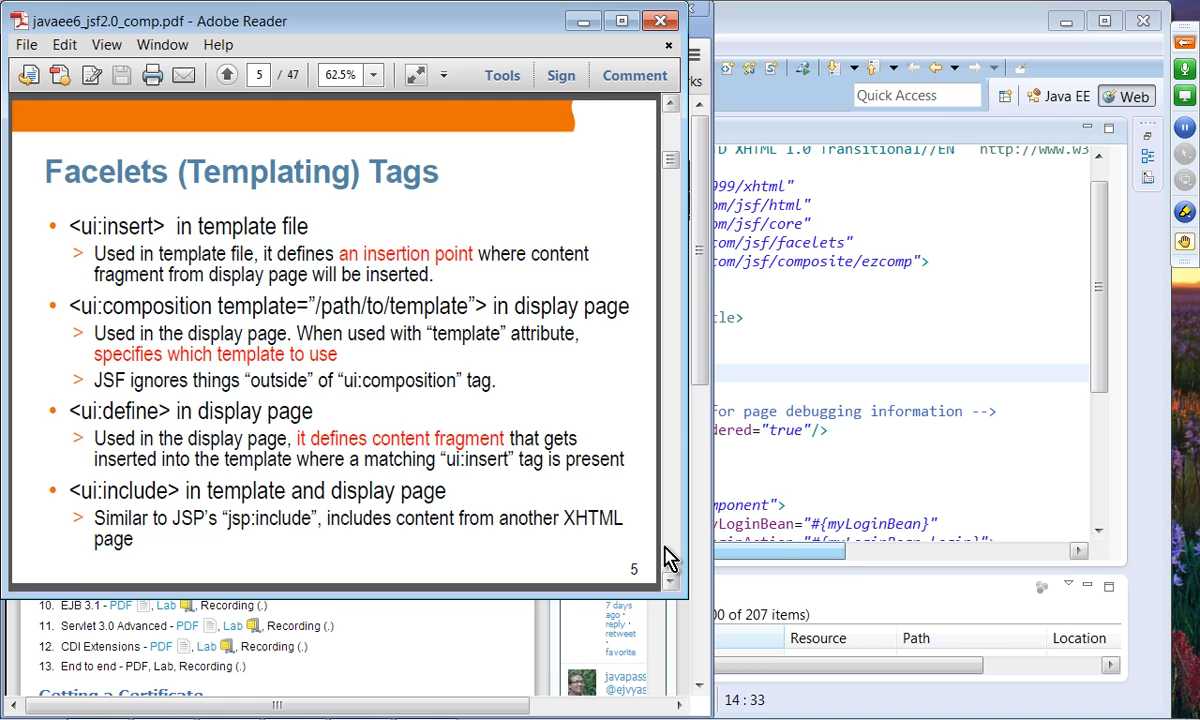 javaee6_jsf2.0_comp.pdf - Adobe Reader
File Edit View Window Help
5 / 47 62.5% Tools Sign Comment
Facelets (Templating) Tags
• <ui:insert> in template file
> Used in template file, it defines an insertion point where content
fragment from display page will be inserted.
• <ui:composition template="/path/to/template"> in display page
> Used in the display page. When used with “template” attribute,
specifies which template to use
> JSF ignores things “outside” of “ui:composition” tag.
• <ui:define> in display page
> Used in the display page, it defines content fragment that gets
inserted into the template where a matching “ui:insert” tag is present
• <ui:include> in template and display page
> Similar to JSP's “jsp:include”, includes content from another XHTML
page
5
10. EJB 3.1 - PDF, Lab, Recording (.)
11. Servlet 3.0 Advanced - PDF, Lab, Recording (.)
12. CDI Extensions - PDF, Lab, Recording (.)
13. End to end - PDF, Lab, Recording (.)
Getting a Certificate
7 days
ago •
reply •
retweet
•
favorite
javapass
@ejvyas
ks
Quick Access
Java EE
Web
D XHTML 1.0 Transitional//EN" "http://www.w3
999/xhtml"
om/jsf/html"
om/jsf/core"
com/jsf/facelets"
com/jsf/composite/ezcomp">
tle>
for page debugging information -->
dered="true"/>
mponent">
yLoginBean="#{myLoginBean}"
ginAction="#{myLoginBean.login}">
00 of 207 items)
Resource Path Location
14 : 33